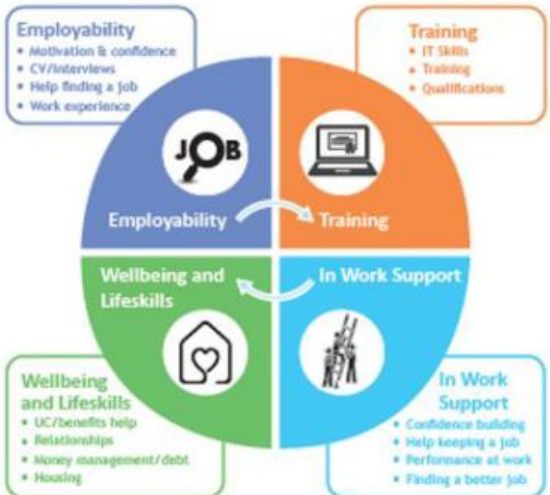 Employability
• Motivation & confidence
• CV/interviews
• Help finding a job
• Work experience
Training
• IT Skills
• Training
• Qualifications
JOB
Employability
Training
Wellbeing and
Lifeskills
In Work Support
Wellbeing
and Lifeskills
• UC/benefits help
• Relationships
• Money management/debt
• Housing
In Work
Support
• Confidence building
• Help keeping a job
• Performance at work
• Finding a better job